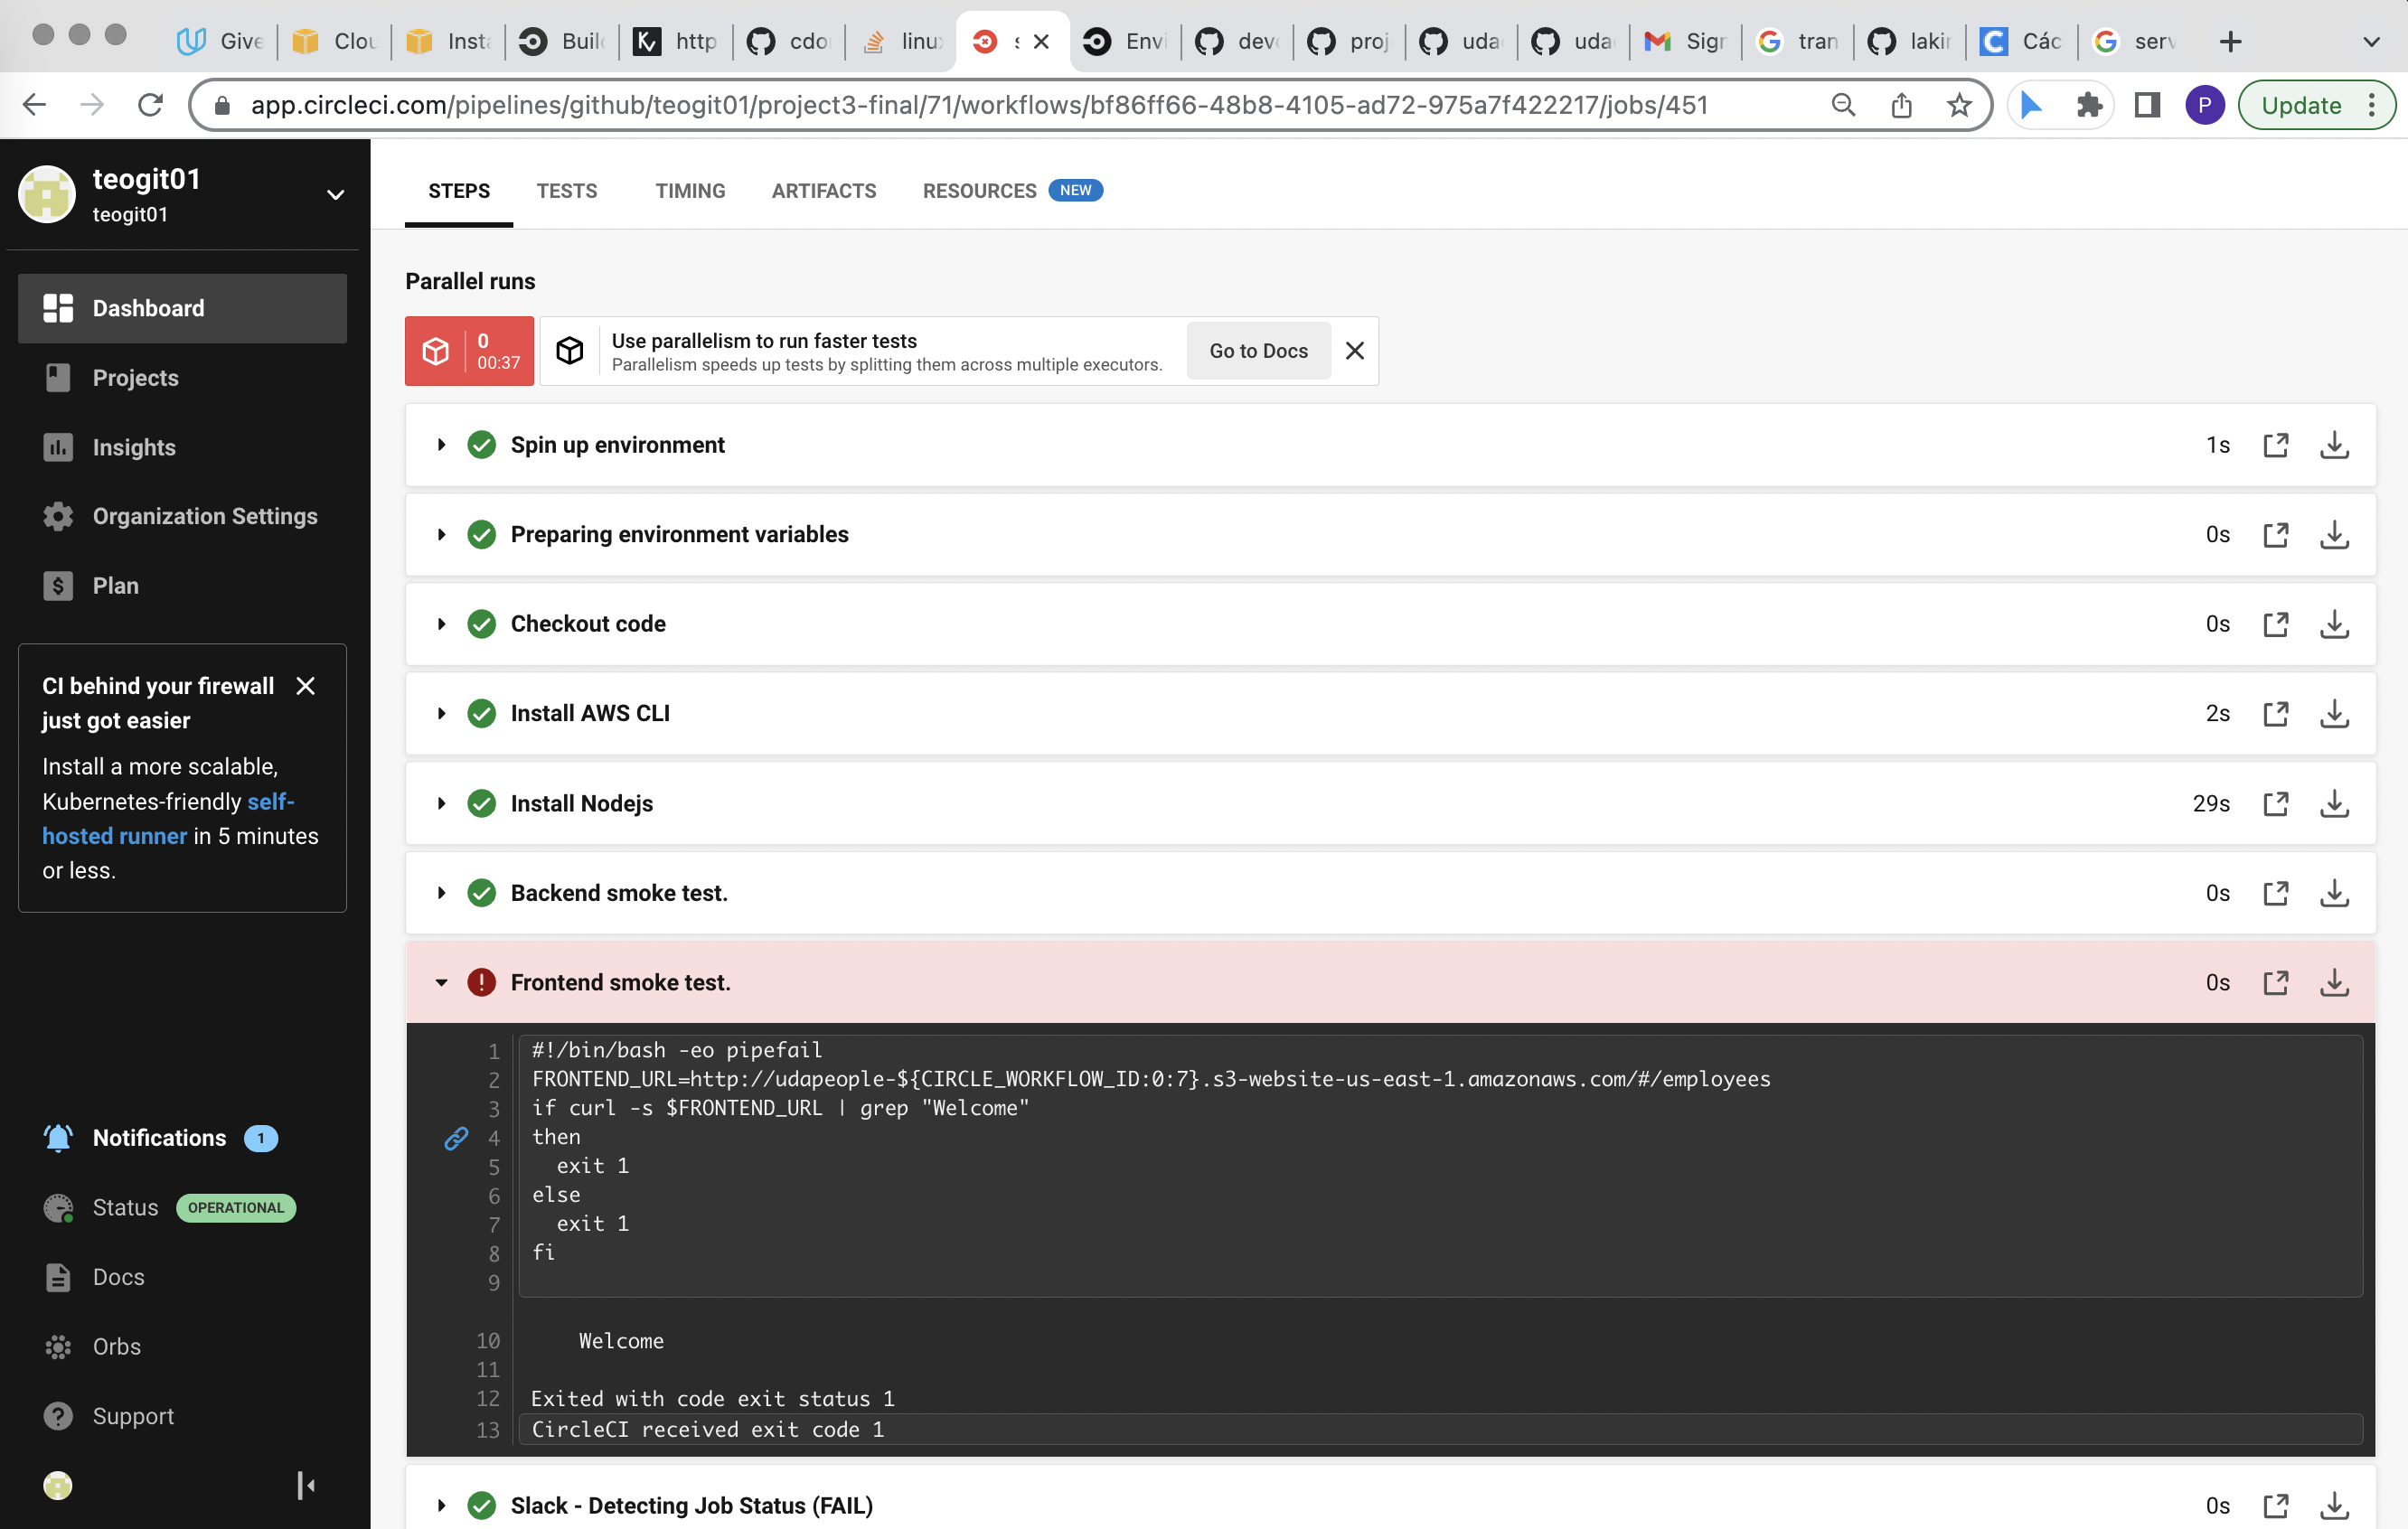 Give
Clou
Insta
Buil
http
cdo
linux
s
Envi
dev
proj
uda
uda
Sigr
tran
lakir
Các
serv
app.circleci.com/pipelines/github/teogit01/project3-final/71/workflows/bf86ff66-48b8-4105-ad72-975a7f422217/jobs/451
P
Update
teogit01
teogit01
Dashboard
Projects
Insights
Organization Settings
Plan
CI behind your firewall
just got easier
Install a more scalable,
Kubernetes-friendly self-
hosted runner in 5 minutes
or less.
Notifications 1
Status OPERATIONAL
Docs
Orbs
Support
STEPS TESTS TIMING ARTIFACTS RESOURCES NEW
Parallel runs
0
00:37
Use parallelism to run faster tests
Parallelism speeds up tests by splitting them across multiple executors.
Go to Docs
Spin up environment 1s
Preparing environment variables 0s
Checkout code 0s
Install AWS CLI 2s
Install Nodejs 29s
Backend smoke test. 0s
Frontend smoke test. 0s
1 #!/bin/bash -eo pipefail
2 FRONTEND_URL=http://udapeople-${CIRCLE_WORKFLOW_ID:0:7}.s3-website-us-east-1.amazonaws.com/#/employees
3 if curl -s $FRONTEND_URL | grep "Welcome"
4 then
5 exit 1
6 else
7 exit 1
8 fi
9
10 Welcome
11
12 Exited with code exit status 1
13 CircleCI received exit code 1
Slack - Detecting Job Status (FAIL) 0s